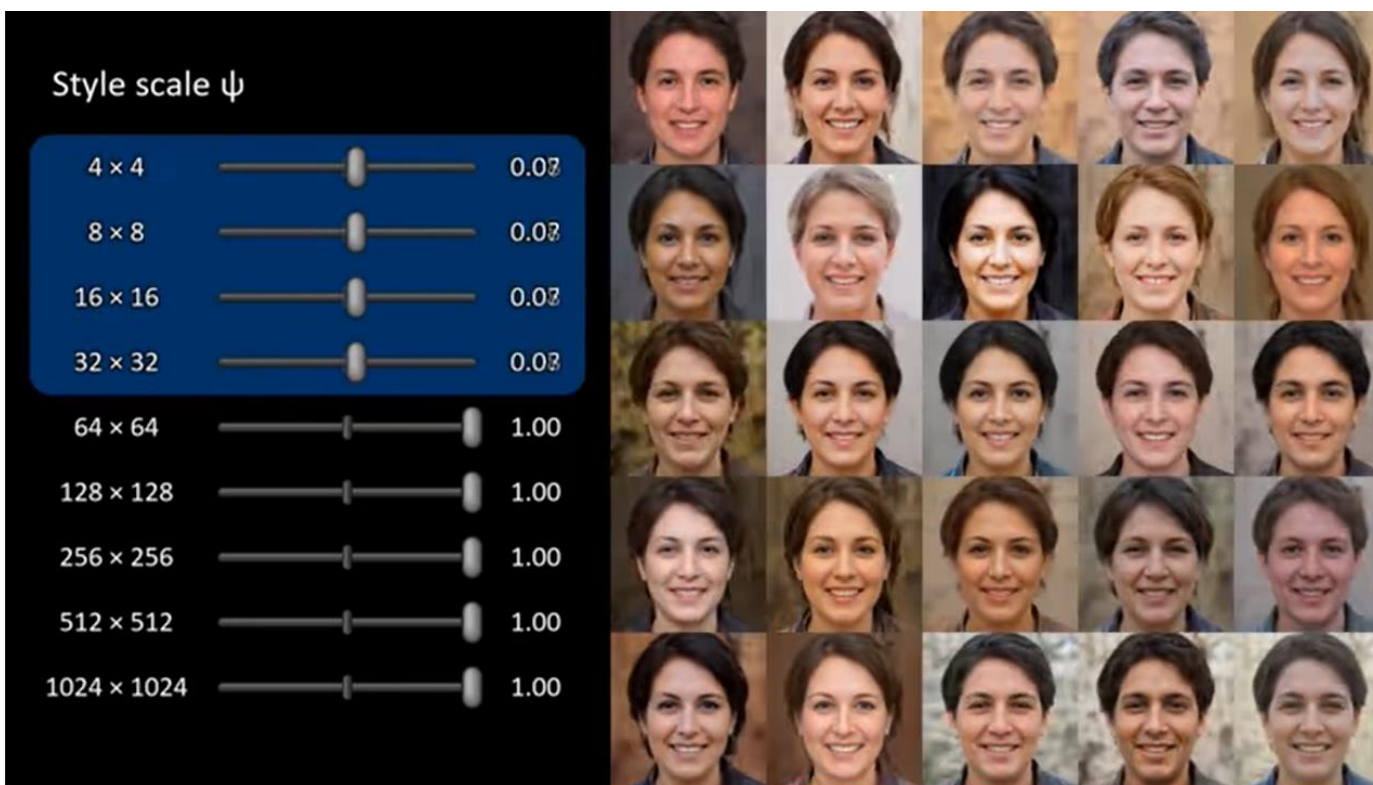 Style scale ψ
4 × 4
8 × 8
16 × 16
32 × 32
64 × 64 1.00
128 × 128 1.00
256 × 256 1.00
512 × 512 1.00
1024 × 1024 1.00